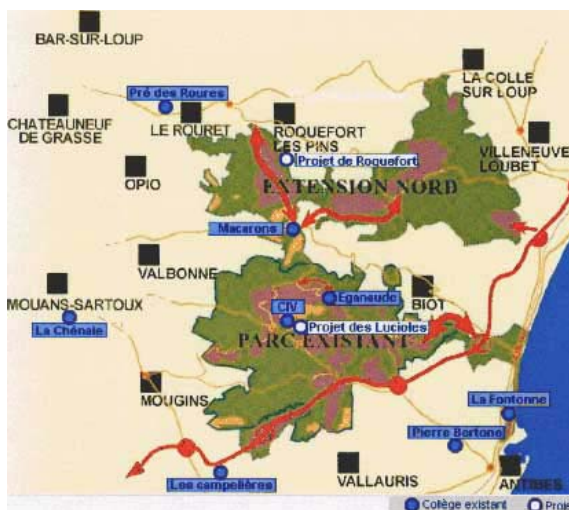 BAR-SUR-LOUP
LA COLLE
SUR LOUP
Pré des Roures
CHATEAUNEUF
DE GRASSE
LE ROURET
ROQUEFORT
LES PINS
VILLENEUVE
LOUBET
Projet de Roquefort
OPIO
EXTENSION NORD
Macarons
VALBONNE
BIOT
MOUANS-SARTOUX
Eganaude
La Chênaie
CIV
Projet des Lucioles
PARC EXISTANT
MOUGINS
La Fontonne
Pierre Bertone
Les campelières
VALLAURIS
ANTIBES
Colège existant
Proje